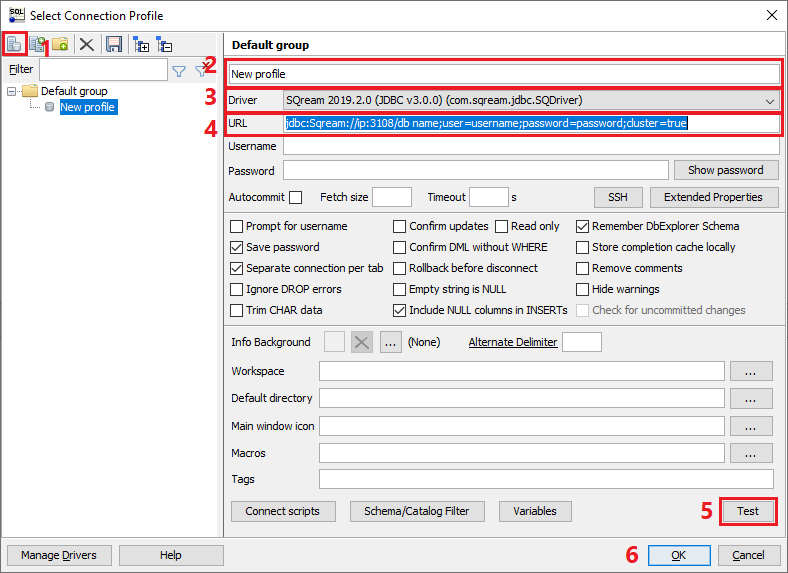 Select Connection Profile
1
Filter
Default group
New profile
Default group
2 New profile
3 Driver SQream 2019.2.0 (JDBC v3.0.0) (com.sqream.jdbc.SQDriver)
4 URL jdbc:Sqream://ip:3108/db name;user=username;password=password;cluster=true
Username
Password Show password
Autocommit Fetch size Timeout s SSH Extended Properties
Prompt for username Confirm updates Read only Remember DbExplorer Schema
Save password Confirm DML without WHERE Store completion cache locally
Separate connection per tab Rollback before disconnect Remove comments
Ignore DROP errors Empty string is NULL Hide warnings
Trim CHAR data Include NULL columns in INSERTs Check for uncommitted changes
Info Background ... (None) Alternate Delimiter
Workspace ...
Default directory ...
Main window icon ...
Macros ...
Tags
Connect scripts Schema/Catalog Filter Variables 5 Test
Manage Drivers Help 6 OK Cancel